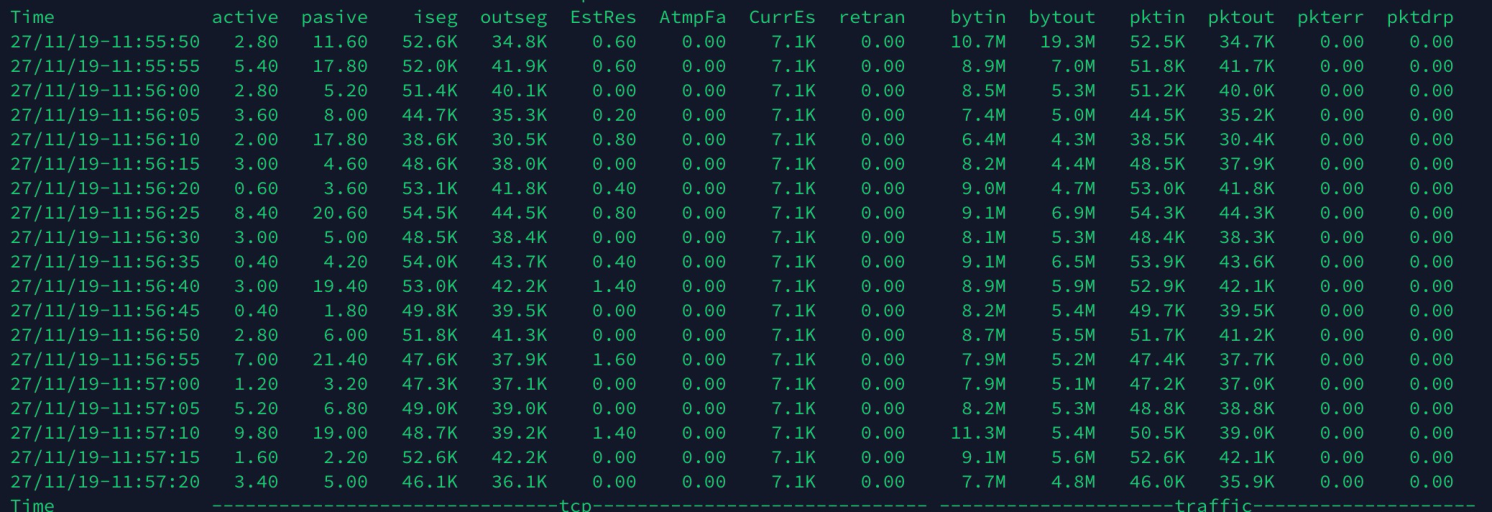 Time active pasive iseg outseg EstRes AtmpFa CurrEs retran bytin bytout pktin pktout pkterr pktdrp
27/11/19-11:55:50 2.80 11.60 52.6K 34.8K 0.60 0.00 7.1K 0.00 10.7M 19.3M 52.5K 34.7K 0.00 0.00
27/11/19-11:55:55 5.40 17.80 52.0K 41.9K 0.60 0.00 7.1K 0.00 8.9M 7.0M 51.8K 41.7K 0.00 0.00
27/11/19-11:56:00 2.80 5.20 51.4K 40.1K 0.00 0.00 7.1K 0.00 8.5M 5.3M 51.2K 40.0K 0.00 0.00
27/11/19-11:56:05 3.60 8.00 44.7K 35.3K 0.20 0.00 7.1K 0.00 7.4M 5.0M 44.5K 35.2K 0.00 0.00
27/11/19-11:56:10 2.00 17.80 38.6K 30.5K 0.80 0.00 7.1K 0.00 6.4M 4.3M 38.5K 30.4K 0.00 0.00
27/11/19-11:56:15 3.00 4.60 48.6K 38.0K 0.00 0.00 7.1K 0.00 8.2M 4.4M 48.5K 37.9K 0.00 0.00
27/11/19-11:56:20 0.60 3.60 53.1K 41.8K 0.40 0.00 7.1K 0.00 9.0M 4.7M 53.0K 41.8K 0.00 0.00
27/11/19-11:56:25 8.40 20.60 54.5K 44.5K 0.80 0.00 7.1K 0.00 9.1M 6.9M 54.3K 44.3K 0.00 0.00
27/11/19-11:56:30 3.00 5.00 48.5K 38.4K 0.00 0.00 7.1K 0.00 8.1M 5.3M 48.4K 38.3K 0.00 0.00
27/11/19-11:56:35 0.40 4.20 54.0K 43.7K 0.40 0.00 7.1K 0.00 9.1M 6.5M 53.9K 43.6K 0.00 0.00
27/11/19-11:56:40 3.00 19.40 53.0K 42.2K 1.40 0.00 7.1K 0.00 8.9M 5.9M 52.9K 42.1K 0.00 0.00
27/11/19-11:56:45 0.40 1.80 49.8K 39.5K 0.00 0.00 7.1K 0.00 8.2M 5.4M 49.7K 39.5K 0.00 0.00
27/11/19-11:56:50 2.80 6.00 51.8K 41.3K 0.00 0.00 7.1K 0.00 8.7M 5.5M 51.7K 41.2K 0.00 0.00
27/11/19-11:56:55 7.00 21.40 47.6K 37.9K 1.60 0.00 7.1K 0.00 7.9M 5.2M 47.4K 37.7K 0.00 0.00
27/11/19-11:57:00 1.20 3.20 47.3K 37.1K 0.00 0.00 7.1K 0.00 7.9M 5.1M 47.2K 37.0K 0.00 0.00
27/11/19-11:57:05 5.20 6.80 49.0K 39.0K 0.00 0.00 7.1K 0.00 8.2M 5.3M 48.8K 38.8K 0.00 0.00
27/11/19-11:57:10 9.80 19.00 48.7K 39.2K 1.40 0.00 7.1K 0.00 11.3M 5.4M 50.5K 39.0K 0.00 0.00
27/11/19-11:57:15 1.60 2.20 52.6K 42.2K 0.00 0.00 7.1K 0.00 9.1M 5.6M 52.6K 42.1K 0.00 0.00
27/11/19-11:57:20 3.40 5.00 46.1K 36.1K 0.00 0.00 7.1K 0.00 7.7M 4.8M 46.0K 35.9K 0.00 0.00
Time -------------------------------tcp------------------------------ ---------------------traffic--------------------